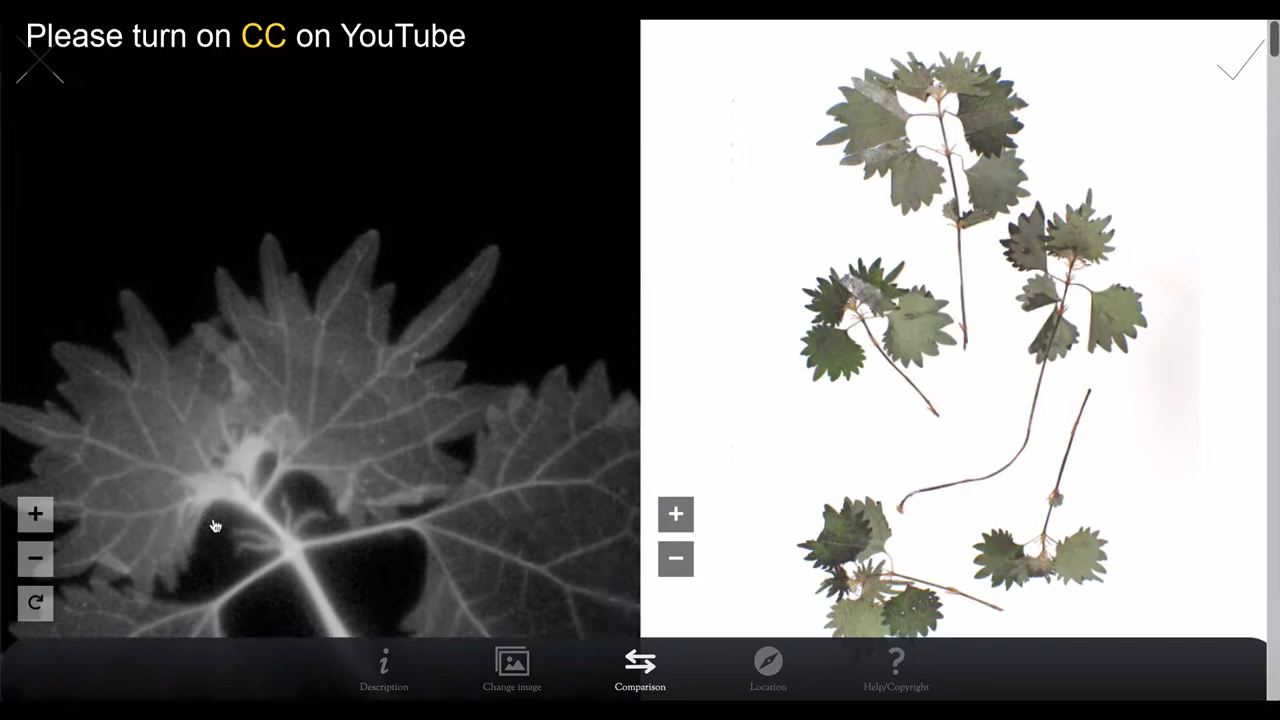 Please turn on CC on YouTube
Description
Change image
Comparison
Location
Help/Copyright